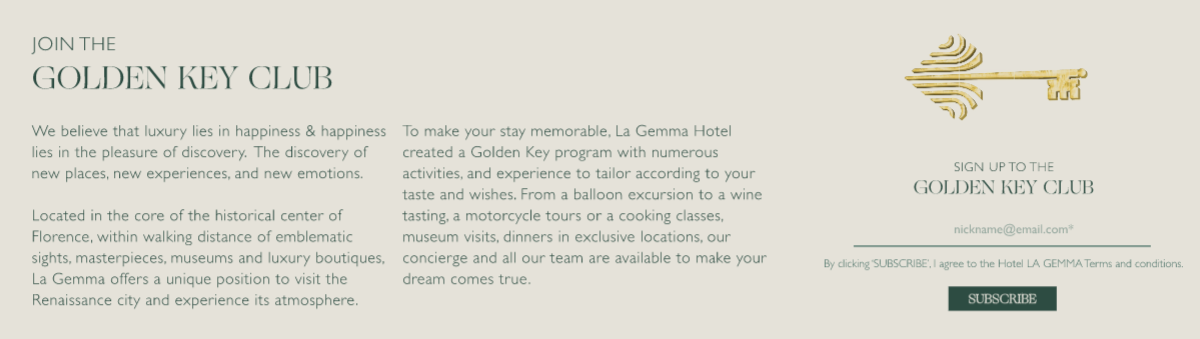 JOIN THE
GOLDEN KEY CLUB
We believe that luxury lies in happiness & happiness
lies in the pleasure of discovery. The discovery of
new places, new experiences, and new emotions.
Located in the core of the historical center of
Florence, within walking distance of emblematic
sights, masterpieces, museums and luxury boutiques,
La Gemma offers a unique position to visit the
Renaissance city and experience its atmosphere.
To make your stay memorable, La Gemma Hotel
created a Golden Key program with numerous
activities, and experience to tailor according to your
taste and wishes. From a balloon excursion to a wine
tasting, a motorcycle tours or a cooking classes,
museum visits, dinners in exclusive locations, our
concierge and all our team are available to make your
dream comes true.
SIGN UP TO THE
GOLDEN KEY CLUB
nickname@email.com*
By clicking 'SUBSCRIBE', I agree to the Hotel LA GEMMA Terms and conditions.
SUBSCRIBE